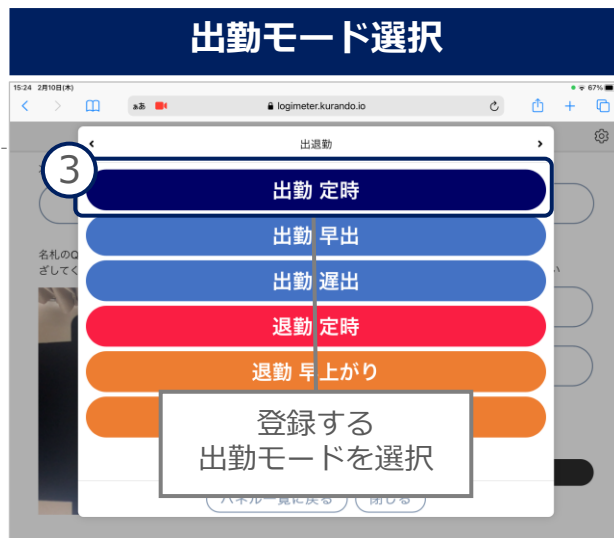 出勤モード選択
15:24 2月10日(木)
67%
ぁあ
logimeter.kurando.io
出退勤
3
出勤 定時
出勤 早出
名札のQ
ざしてく
出勤 遅出
退勤 定時
退勤 早上がり
登録する
出勤モードを選択
パネル一覧に戻る
閉じる